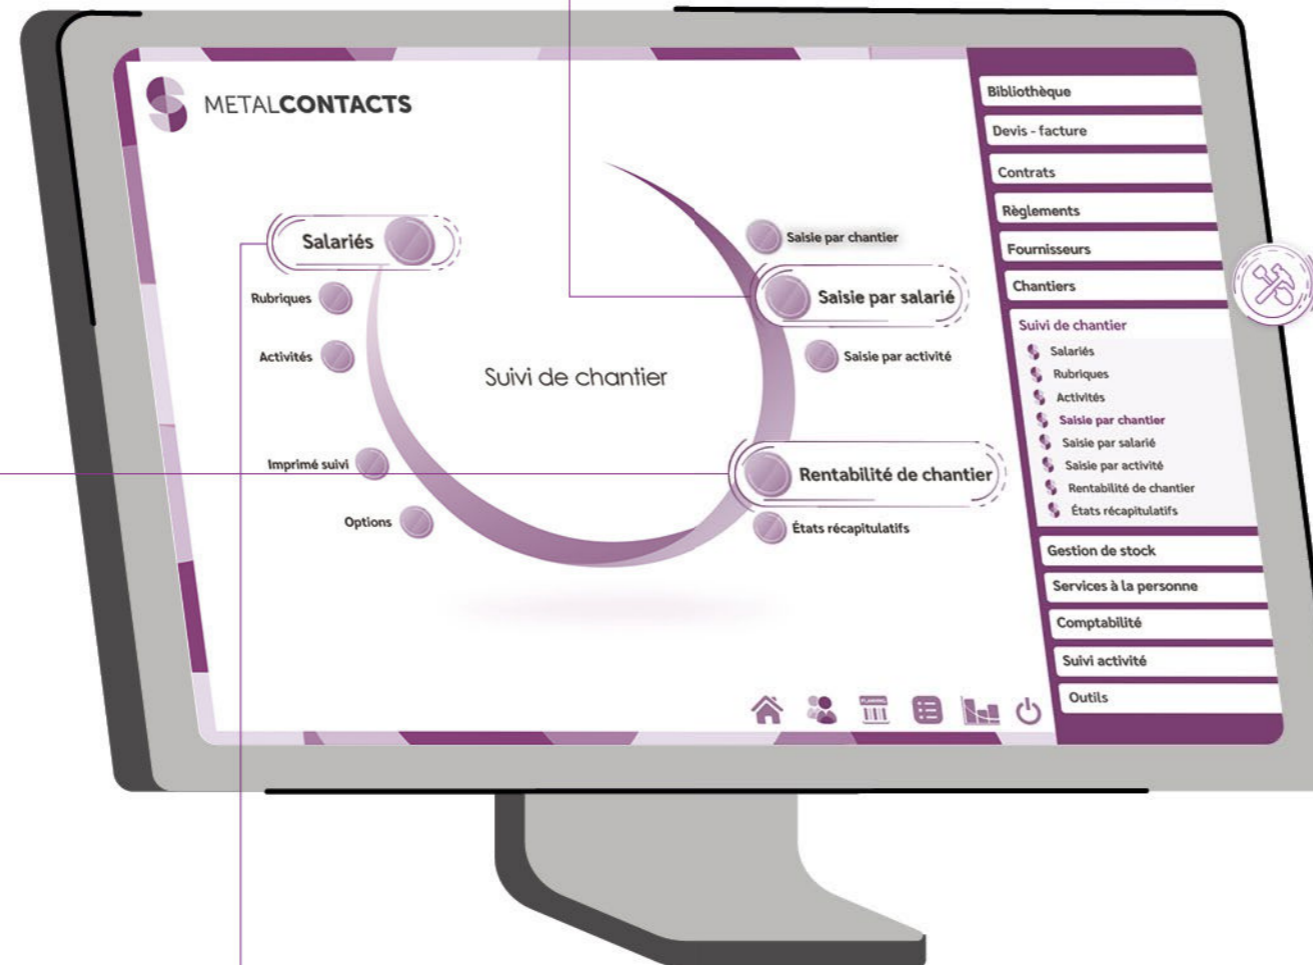 METALCONTACTS
Salariés
Rubriques
Activités
Imprimé suivi
Options
Suivi de chantier
Saisie par chantier
Saisie par salarié
Saisie par activité
Rentabilité de chantier
États récapitulatifs
Bibliothèque
Devis - facture
Contrats
Règlements
Fournisseurs
Chantiers
Suivi de chantier
Salariés
Rubriques
Activités
Saisie par chantier
Saisie par salarié
Saisie par activité
Rentabilité de chantier
États récapitulatifs
Gestion de stock
Services à la personne
Comptabilité
Suivi activité
Outils
PLANNING